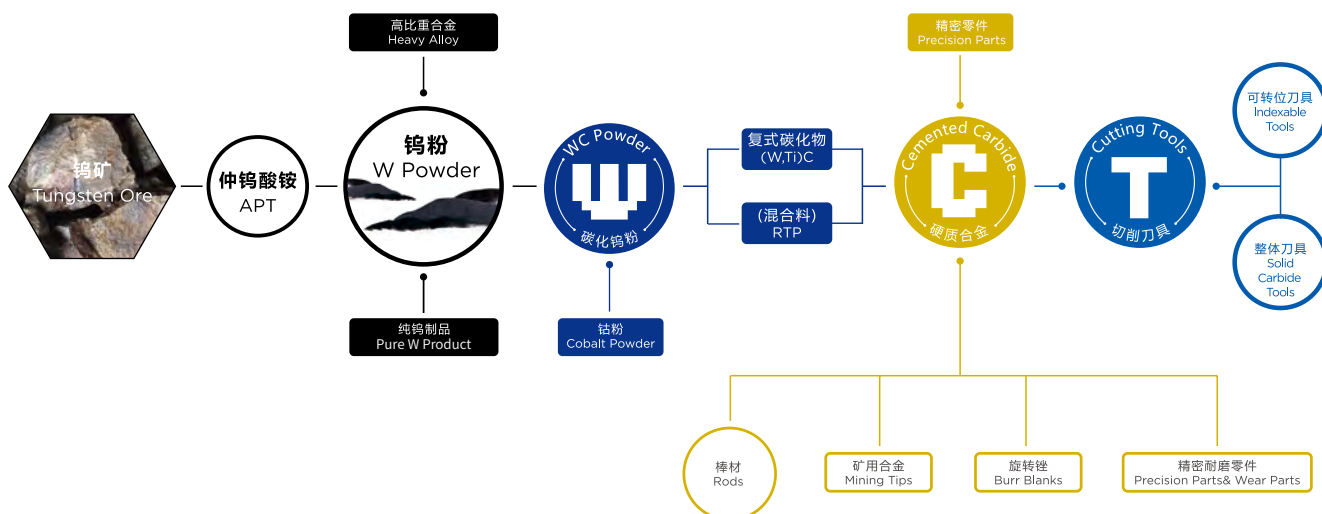 高比重合金
Heavy Alloy
精密零件
Precision Parts
钨矿
Tungsten Ore
仲钨酸铵
APT
钨粉
W Powder
WC Powder
碳化钨粉
复式碳化物
(W,Ti)C
(混合料)
RTP
Cemented Carbide
C
硬质合金
Cutting Tools
T
切削刀具
可转位刀具
Indexable
Tools
整体刀具
Solid
Carbide
Tools
纯钨制品
Pure W Product
钴粉
Cobalt Powder
棒材
Rods
矿用合金
Mining Tips
旋转锉
Burr Blanks
精密耐磨零件
Precision Parts& Wear Parts